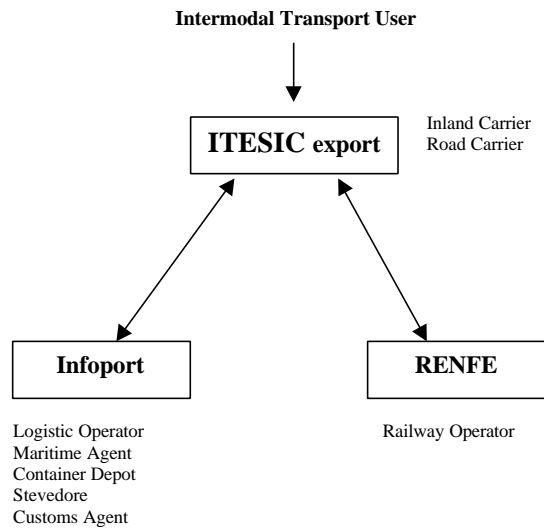 Intermodal Transport User
ITESIC export
Inland Carrier
Road Carrier
Infoport
RENFE
Logistic Operator
Maritime Agent
Container Depot
Stevedore
Customs Agent
Railway Operator